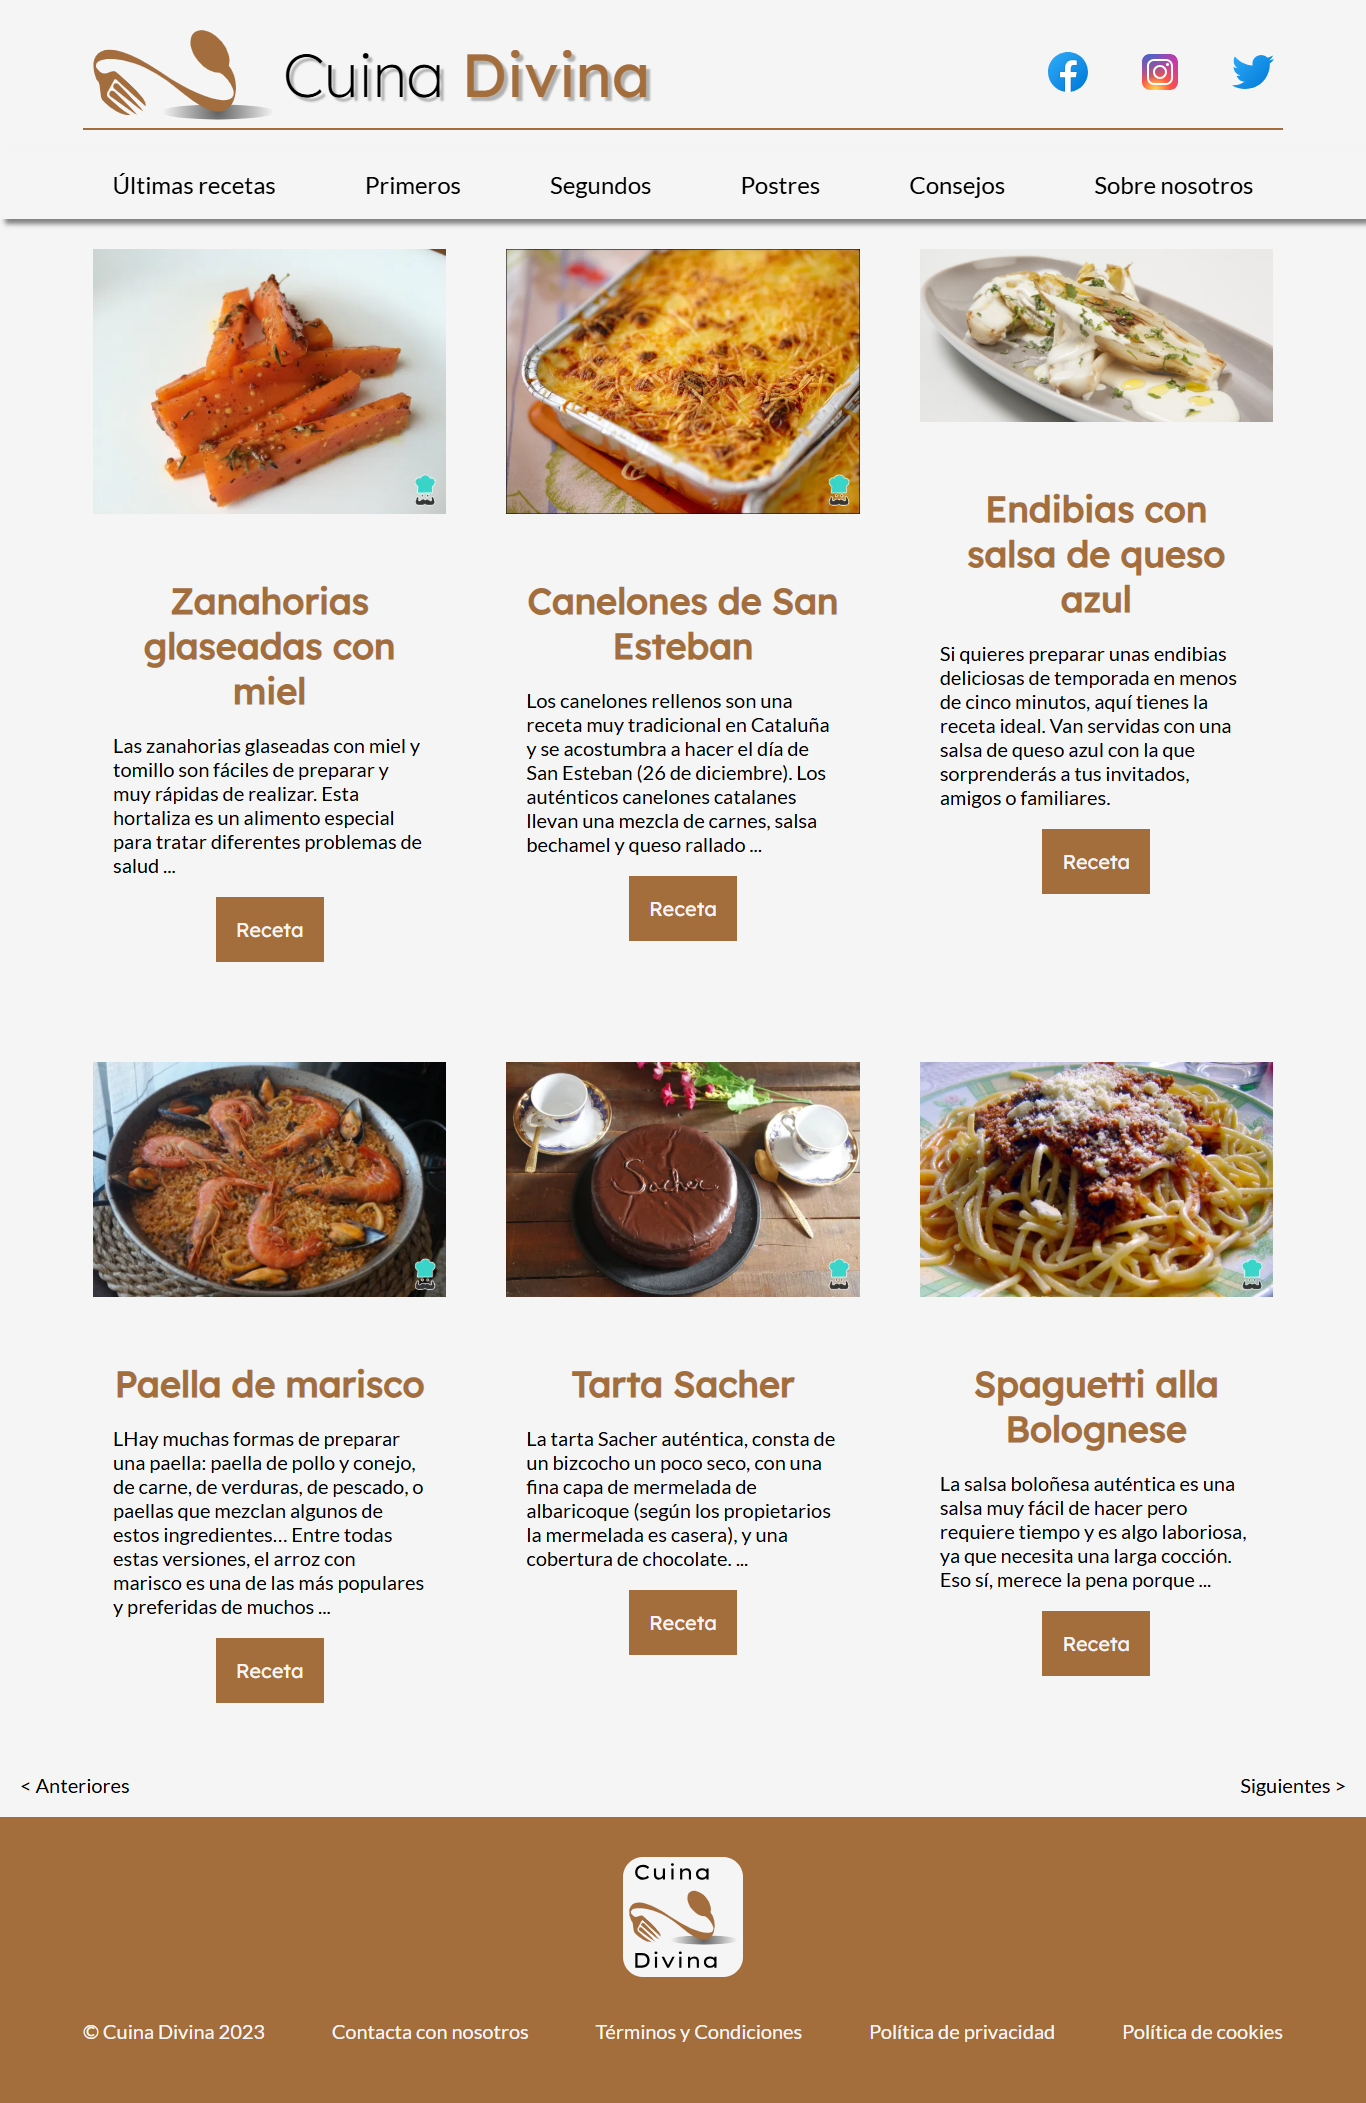 Cuina Divina
Últimas recetas
Primeros
Segundos
Postres
Consejos
Sobre nosotros
Zanahorias
glaseadas con
miel
Las zanahorias glaseadas con miel y
tomillo son fáciles de preparar y
muy rápidas de realizar. Esta
hortaliza es un alimento especial
para tratar diferentes problemas de
salud ...
Receta
Canelones de San
Esteban
Los canelones rellenos son una
receta muy tradicional en Cataluña
y se acostumbra a hacer el día de
San Esteban (26 de diciembre). Los
auténticos canelones catalanes
llevan una mezcla de carnes, salsa
bechamel y queso rallado ...
Receta
Endibias con
salsa de queso
azul
Si quieres preparar unas endibias
deliciosas de temporada en menos
de cinco minutos, aquí tienes la
receta ideal. Van servidas con una
salsa de queso azul con la que
sorprenderás a tus invitados,
amigos o familiares.
Receta
Paella de marisco
LHay muchas formas de preparar
una paella: paella de pollo y conejo,
de carne, de verduras, de pescado, o
paellas que mezclan algunos de
estos ingredientes... Entre todas
estas versiones, el arroz con
marisco es una de las más populares
y preferidas de muchos ...
Receta
Sacher
Tarta Sacher
La tarta Sacher auténtica, consta de
un bizcocho un poco seco, con una
fina capa de mermelada de
albaricoque (según los propietarios
la mermelada es casera), y una
cobertura de chocolate. ...
Receta
Spaguetti alla
Bolognese
La salsa boloñesa auténtica es una
salsa muy fácil de hacer pero
requiere tiempo y es algo laboriosa,
ya que necesita una larga cocción.
Eso sí, merece la pena porque ...
Receta
< Anteriores
Siguientes >
Cuina
Divina
© Cuina Divina 2023
Contacta con nosotros
Términos y Condiciones
Política de privacidad
Política de cookies